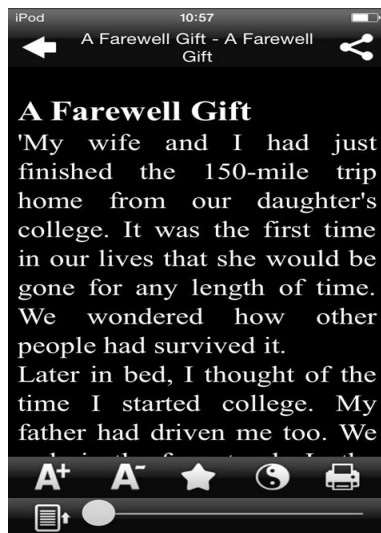 iPod
10:57
A Farewell Gift - A Farewell
Gift
A Farewell Gift
'My wife and I had just
finished the 150-mile trip
home from our daughter's
college. It was the first time
in our lives that she would be
gone for any length of time.
We wondered how other
people had survived it.
Later in bed, I thought of the
time I started college. My
father had driven me too. We
A+ A-